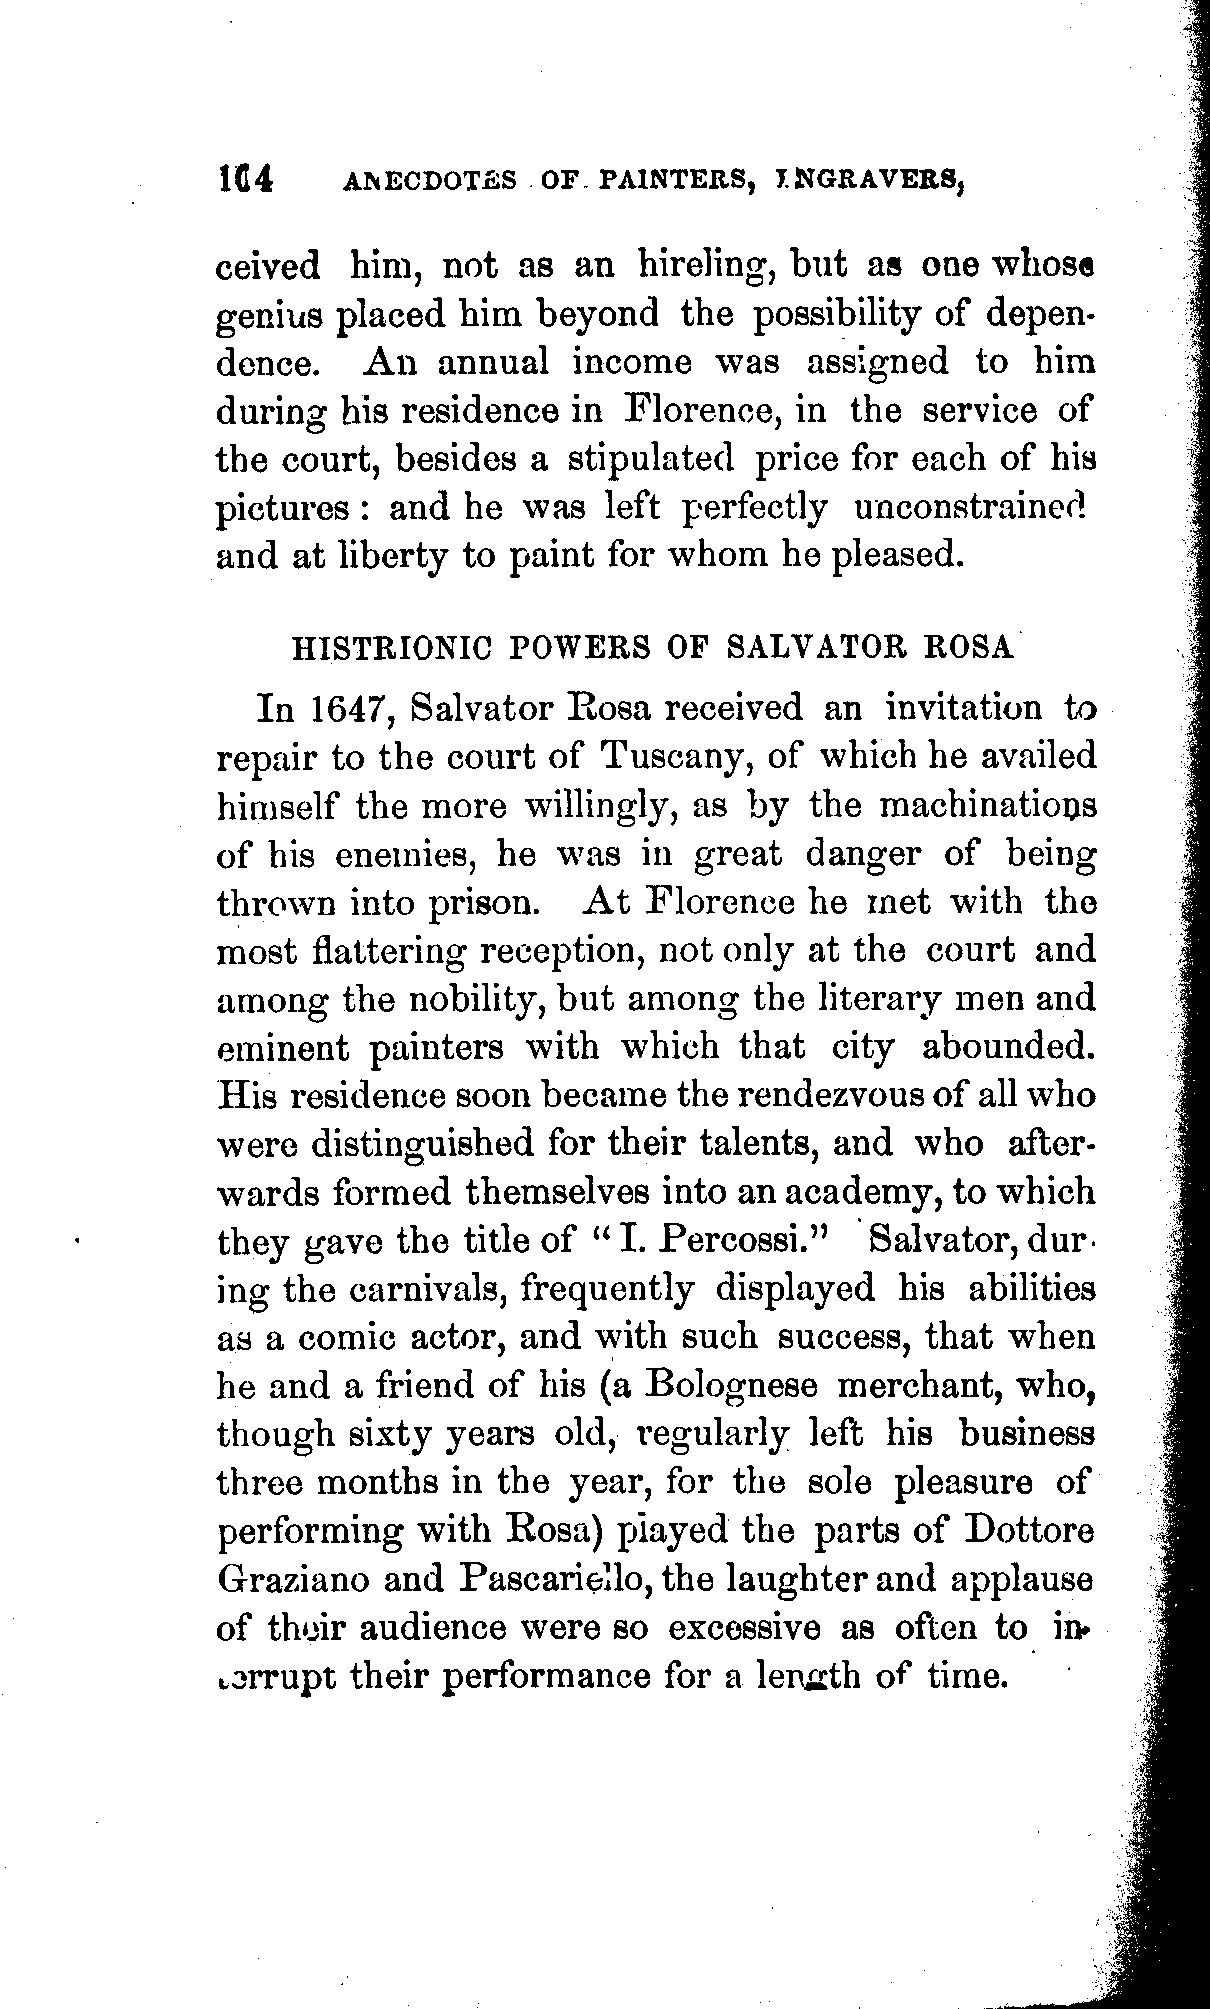 164 ANECDOTES OF PAINTERS, ENGRAVERS,
ceived him, not as an hireling, but as one whose
genius placed him beyond the possibility of depen-
dence. An annual income was assigned to him
during his residence in Florence, in the service of
the court, besides a stipulated price for each of his
pictures : and he was left perfectly unconstrained
and at liberty to paint for whom he pleased.
HISTRIONIC POWERS OF SALVATOR ROSA
In 1647, Salvator Rosa received an invitation to
repair to the court of Tuscany, of which he availed
himself the more willingly, as by the machinations
of his enemies, he was in great danger of being
thrown into prison. At Florence he met with the
most flattering reception, not only at the court and
among the nobility, but among the literary men and
eminent painters with which that city abounded.
His residence soon became the rendezvous of all who
were distinguished for their talents, and who after-
wards formed themselves into an academy, to which
they gave the title of "I. Percossi." Salvator, dur-
ing the carnivals, frequently displayed his abilities
as a comic actor, and with such success, that when
he and a friend of his (a Bolognese merchant, who,
though sixty years old, regularly left his business
three months in the year, for the sole pleasure of
performing with Rosa) played the parts of Dottore
Graziano and Pascariello, the laughter and applause
of their audience were so excessive as often to in-
terrupt their performance for a length of time.